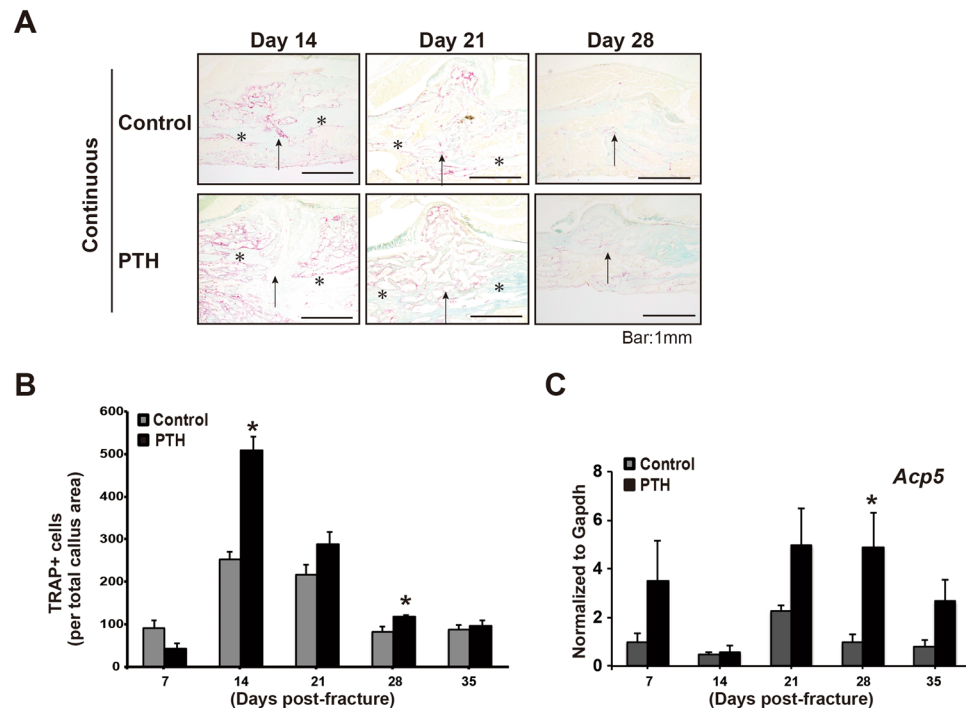 A
Day 14 Day 21 Day 28
Continuous
Control
* * * *
PTH
* * * *
Bar:1mm
B
TRAP+ cells
(per total callus area)
600
500
400
300
200
100
0
Control
PTH
*
*
7 14 21 28 35
(Days post-fracture)
C
Normalized to Gapdh
8
6
4
2
0
Control
PTH
Acp5
*
7 14 21 28 35
(Days post-fracture)